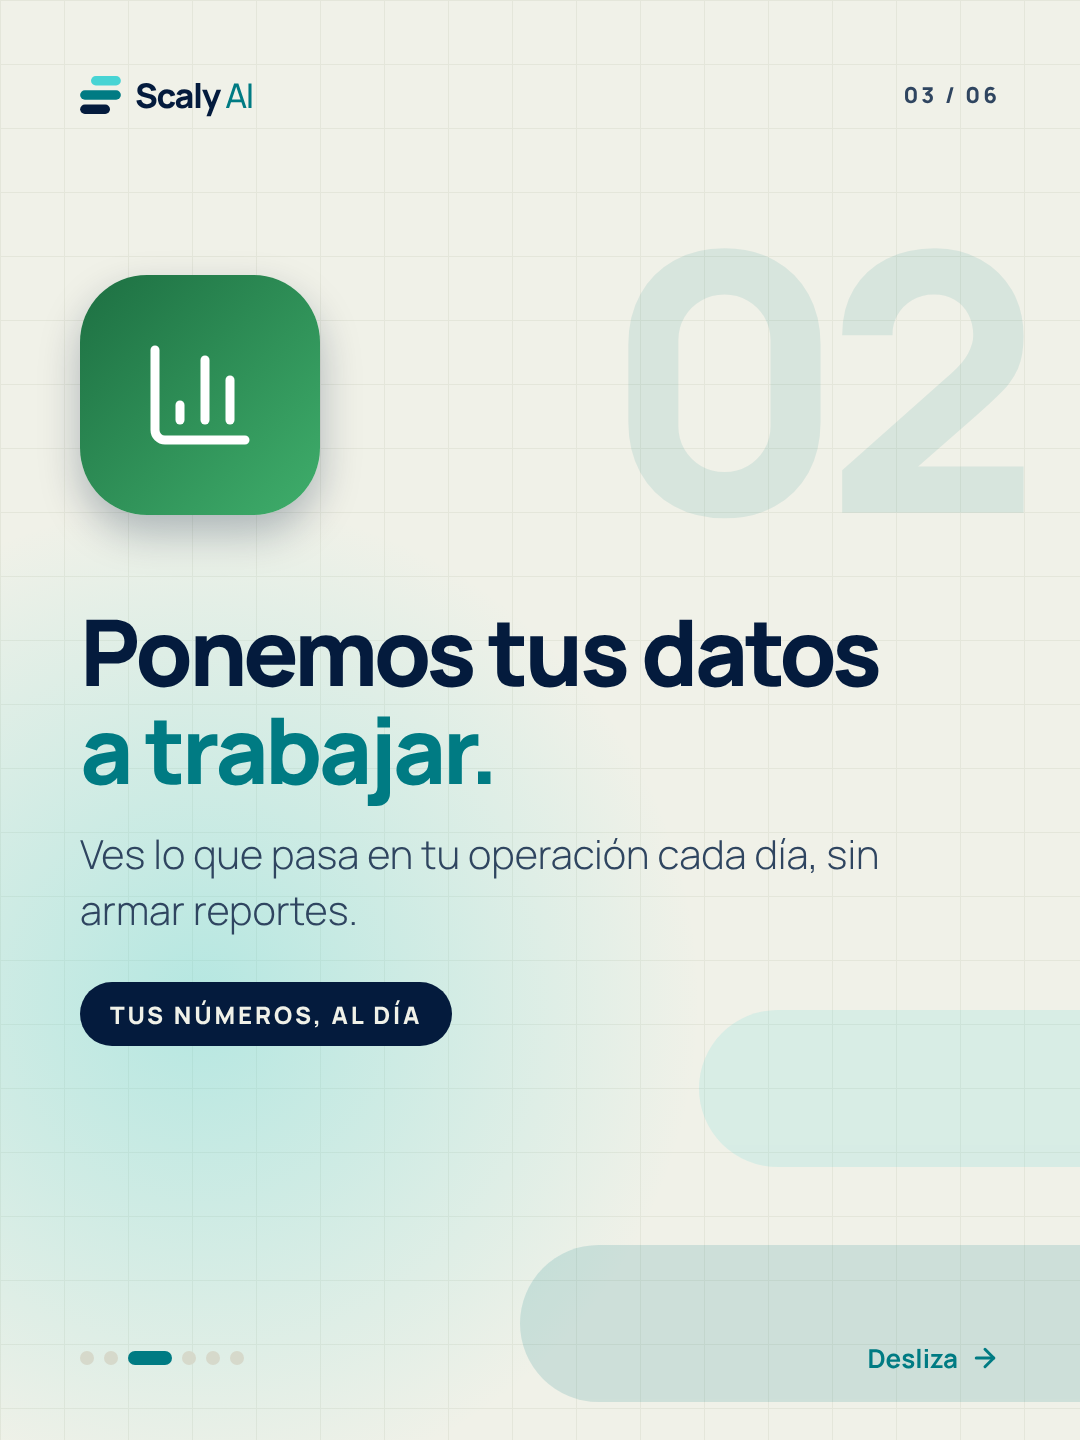 Scaly AI
03 / 06
02
Ponemos tus datos
a trabajar.
Ves lo que pasa en tu operación cada día, sin
armar reportes.
TUS NÚMEROS, AL DÍA
Desliza →